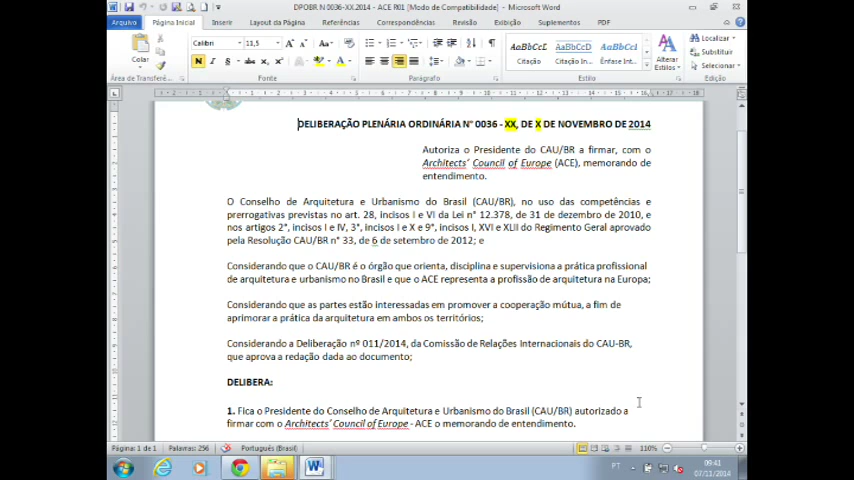 DPOBR N 0036-XX.2014 - ACE R01 [Modo de Compatibilidade] - Microsoft Word
Arquivo Página Inicial Inserir Layout da Página Referências Correspondências Revisão Exibição Suplementos PDF
Colar
Calibri 11,5
N I S abc x₂ x²
AaBbCcD AaBbCcD AaBbCcI
Citação Citação In... Ênfase Int...
Alterar Estilos
Localizar
Substituir
Selecionar
Área de Transferê... Fonte Parágrafo Estilo Edição
DELIBERAÇÃO PLENÁRIA ORDINÁRIA N° 0036 - XX, DE X DE NOVEMBRO DE 2014
Autoriza o Presidente do CAU/BR a firmar, com o
Architects' Council of Europe (ACE), memorando de
entendimento.
O Conselho de Arquitetura e Urbanismo do Brasil (CAU/BR), no uso das competências e
prerrogativas previstas no art. 28, incisos I e VI da Lei n° 12.378, de 31 de dezembro de 2010, e
nos artigos 2°, incisos I e IV, 3°, incisos I e X e 9°, incisos I, XVI e XLII do Regimento Geral aprovado
pela Resolução CAU/BR n° 33, de 6 de setembro de 2012; e
Considerando que o CAU/BR é o órgão que orienta, disciplina e supervisiona a prática profissional
de arquitetura e urbanismo no Brasil e que o ACE representa a profissão de arquitetura na Europa;
Considerando que as partes estão interessadas em promover a cooperação mútua, a fim de
aprimorar a prática da arquitetura em ambos os territórios;
Considerando a Deliberação nº 011/2014, da Comissão de Relações Internacionais do CAU-BR,
que aprova a redação dada ao documento;
DELIBERA:
1. Fica o Presidente do Conselho de Arquitetura e Urbanismo do Brasil (CAU/BR) autorizado a
firmar com o Architects' Council of Europe - ACE o memorando de entendimento.
Página: 1 de 1 Palavras: 256 Português (Brasil) 110%
PT 09:41
07/11/2014